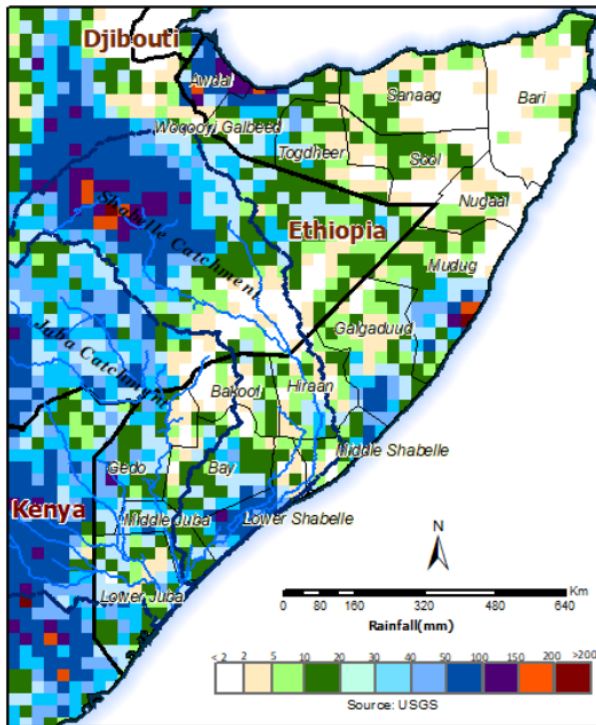 Djibouti
Awdal
Sanaag
Bari
Woqooyi Galbeed
Togdheer
Sool
Nugaal
Shabelle Catchment
Ethiopia
Mudug
Galgaduud
Juba Catchment
Bakool
Hiraan
Middle Shabelle
Gedo
Bay
Kenya
Middle Juba
Lower Shabelle
N
Lower Juba
Km
0 80 160 320 480 640
Rainfall(mm)
<.2 2 5 10 20 30 40 50 100 150 200 >200
Source: USGS